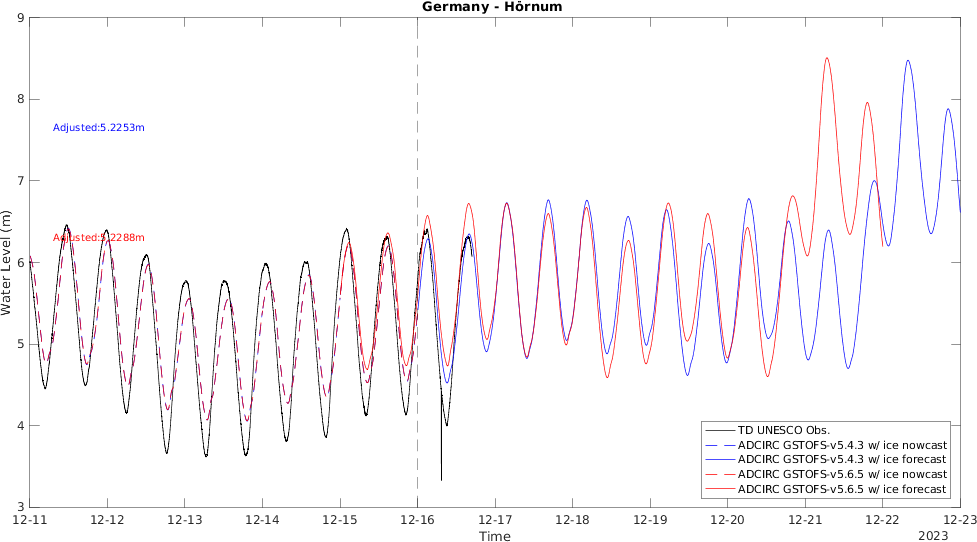 Germany - Hörnum
9
8
7
6
5
4
3
Water Level (m)
Adjusted:5.2253m
Adjusted:5.2288m
TD UNESCO Obs.
ADCIRC GSTOFS-v5.4.3 w/ ice nowcast
ADCIRC GSTOFS-v5.4.3 w/ ice forecast
ADCIRC GSTOFS-v5.6.5 w/ ice nowcast
ADCIRC GSTOFS-v5.6.5 w/ ice forecast
12-11 12-12 12-13 12-14 12-15 12-16 12-17 12-18 12-19 12-20 12-21 12-22 12-23
Time
2023